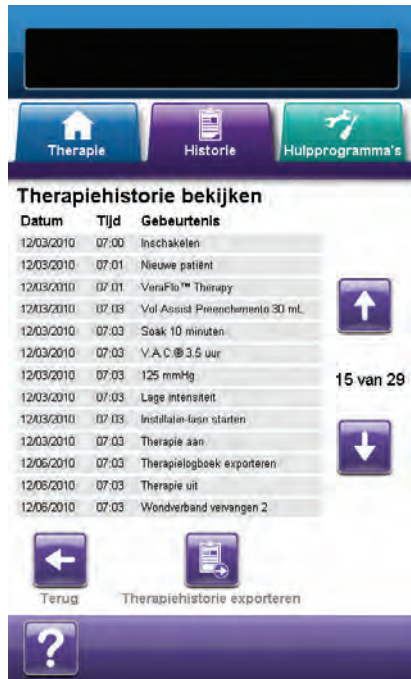 Therapie Historie Hulpprogramma's
Therapiehistorie bekijken
Datum Tijd Gebeurtenis
12/03/2010 07:00 Inschakelen
12/03/2010 07:01 Nieuwe patiënt
12/03/2010 07:01 VeraFlo™ Therapy
12/03/2010 07:03 Vol Assist Preenchimento 30 mL
12/03/2010 07:03 Soak 10 minuten
12/03/2010 07:03 V.A.C.® 3.5 uur
12/03/2010 07:03 125 mmHg
12/03/2010 07:03 Lage intensiteit
12/03/2010 07:03 Instillatie-fase starten
12/03/2010 07:03 Therapie aan
12/06/2010 07:03 Therapielogboek exporteren
12/06/2010 07:03 Therapie uit
12/06/2010 07:03 Wondverband vervangen 2
15 van 29
Terug Therapiehistorie exporteren
?